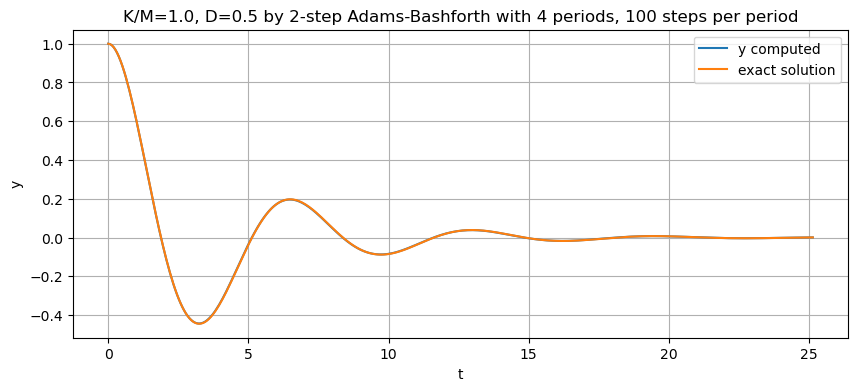 K/M=1.0, D=0.5 by 2-step Adams-Bashforth with 4 periods, 100 steps per period
y computed
exact solution
1.0
0.8
0.6
0.4
0.2
0.0
−0.2
−0.4
y
0 5 10 15 20 25
t